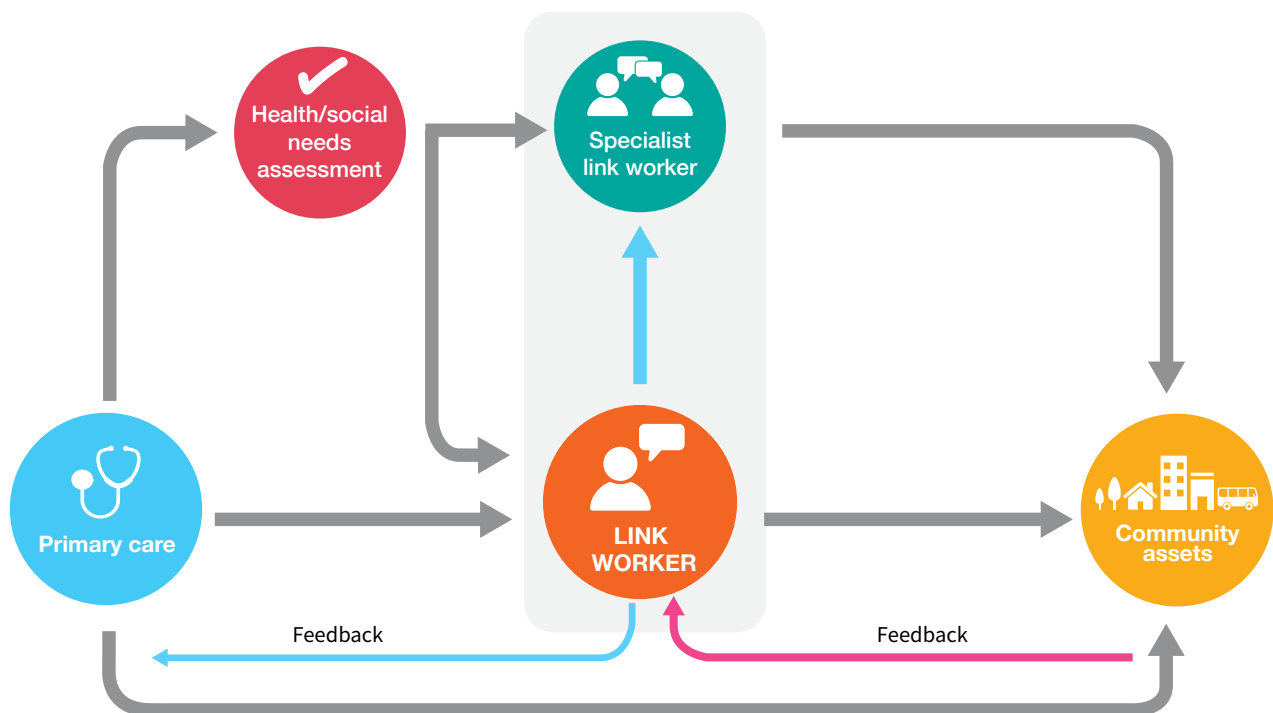 Health/social
needs
assessment
Specialist
link worker
Primary care
LINK
WORKER
Community
assets
Feedback
Feedback